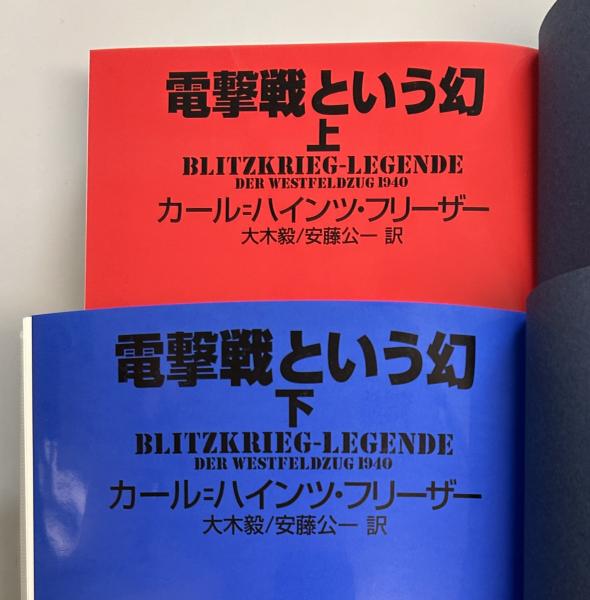 電撃戦という幻
上
BLITZKRIEG-LEGENDE
DER WESTFELDZUG 1940
カール゠ハインツ・フリーザー
大木毅/安藤公一 訳
電撃戦という幻
下
BLITZKRIEG-LEGENDE
DER WESTFELDZUG 1940
カール゠ハインツ・フリーザー
大木毅/安藤公一 訳